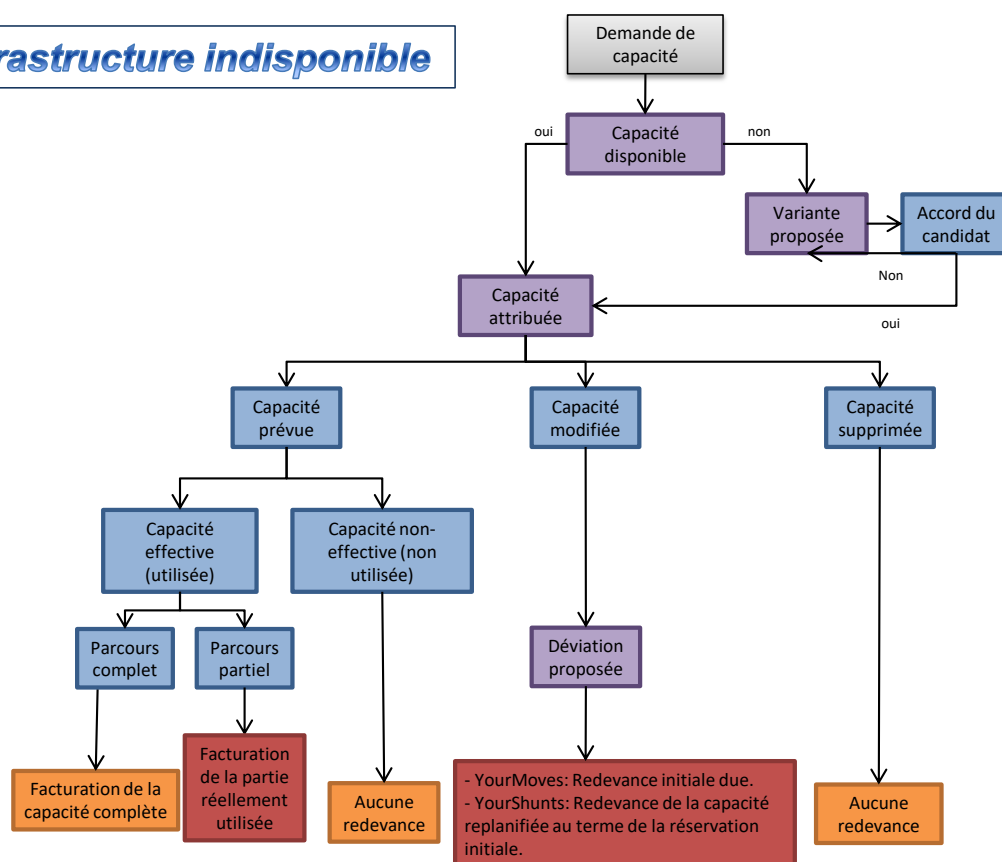 rastructure indisponible
Demande de
capacité
oui
Capacité
disponible
non
Variante
proposée
Accord du
candidat
Non
Capacité
attribuée
oui
Capacité
prévue
Capacité
modifiée
Capacité
supprimée
Capacité
effective
(utilisée)
Capacité non-
effective (non
utilisée)
Parcours
complet
Parcours
partiel
Déviation
proposée
Facturation de la
capacité complète
Facturation
de la partie
réellement
utilisée
Aucune
redevance
- YourMoves: Redevance initiale due.
- YourShunts: Redevance de la capacité
replanifiée au terme de la réservation
initiale.
Aucune
redevance